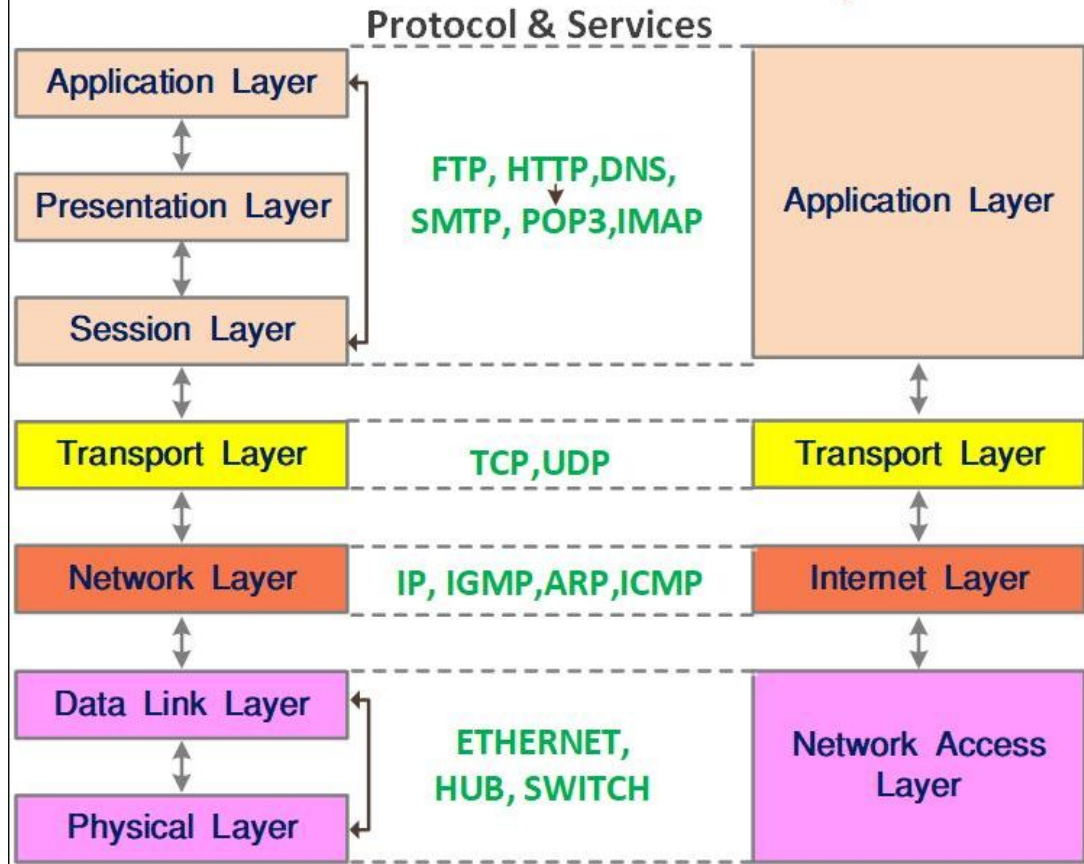 Protocol & Services
Application Layer
Presentation Layer
Session Layer
FTP, HTTP,DNS,
SMTP, POP3,IMAP
Application Layer
Transport Layer
TCP,UDP
Transport Layer
Network Layer
IP, IGMP,ARP,ICMP
Internet Layer
Data Link Layer
Physical Layer
ETHERNET,
HUB, SWITCH
Network Access
Layer